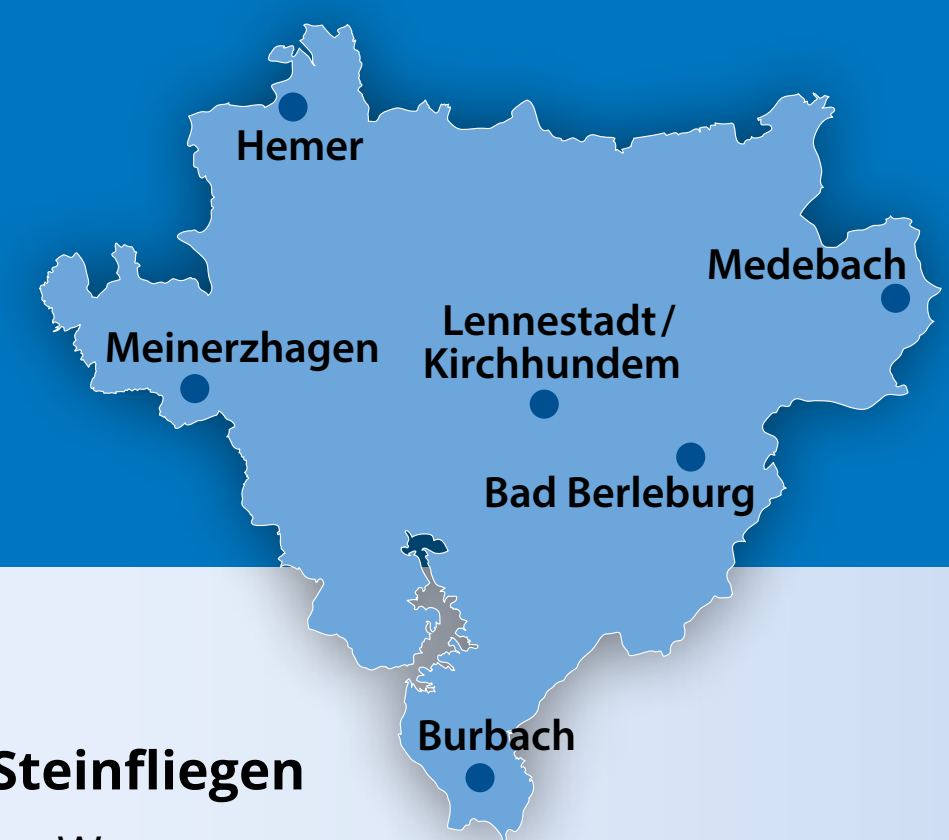 Hemer
Medebach
Lennestadt/
Kirchhundem
Meinerzhagen
Bad Berleburg
Burbach
Steinfliegen